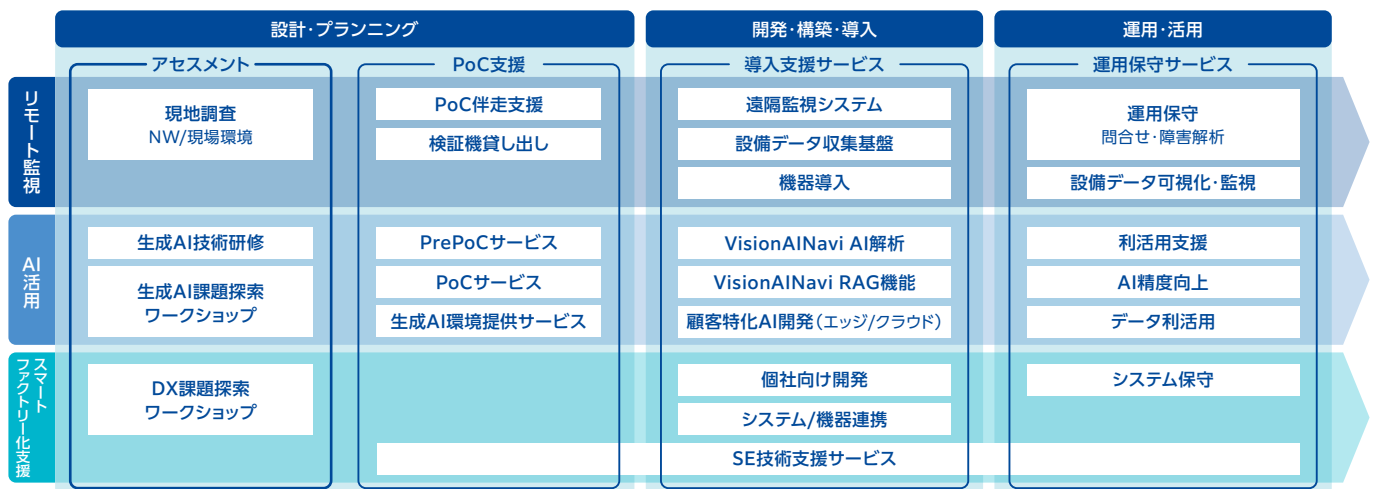 設計・プランニング
開発・構築・導入
運用・活用
アセスメント
PoC支援
導入支援サービス
運用保守サービス
リモート監視
現地調査
NW/現場環境
PoC伴走支援
検証機貸し出し
遠隔監視システム
設備データ収集基盤
機器導入
運用保守
問合せ・障害解析
設備データ可視化・監視
AI活用
生成AI技術研修
生成AI課題探索
ワークショップ
PrePoCサービス
PoCサービス
生成AI環境提供サービス
VisionAINavi AI解析
VisionAINavi RAG機能
顧客特化AI開発(エッジ/クラウド)
利活用支援
AI精度向上
データ利活用
スマート
ファクトリー化支援
DX課題探索
ワークショップ
個社向け開発
システム/機器連携
システム保守
SE技術支援サービス